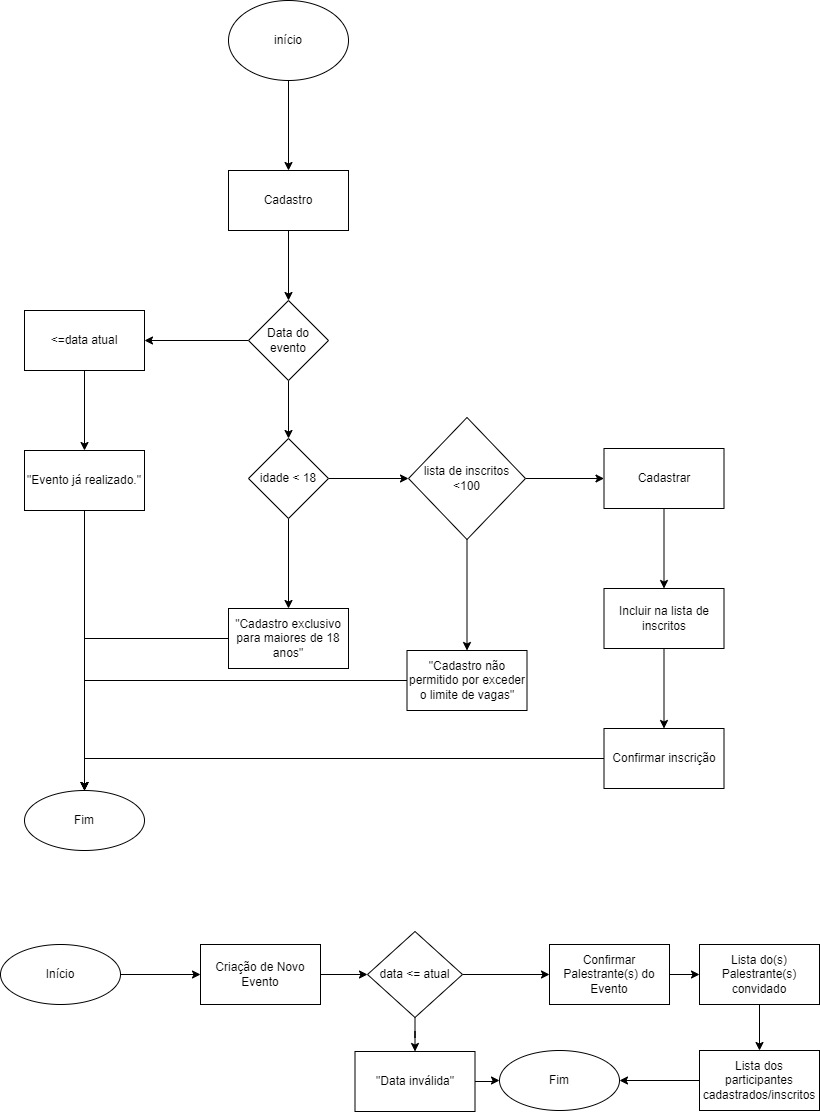 início
Cadastro
Data do
evento
<=data atual
idade < 18
lista de inscritos
<100
Cadastrar
"Evento já realizado."
"Cadastro exclusivo
para maiores de 18
anos"
Incluir na lista de
inscritos
"Cadastro não
permitido por exceder
o limite de vagas"
Confirmar inscrição
Fim
Início
Criação de Novo
Evento
data <= atual
Confirmar
Palestrante(s) do
Evento
Lista do(s)
Palestrante(s)
convidado
"Data inválida"
Fim
Lista dos
participantes
cadastrados/inscritos